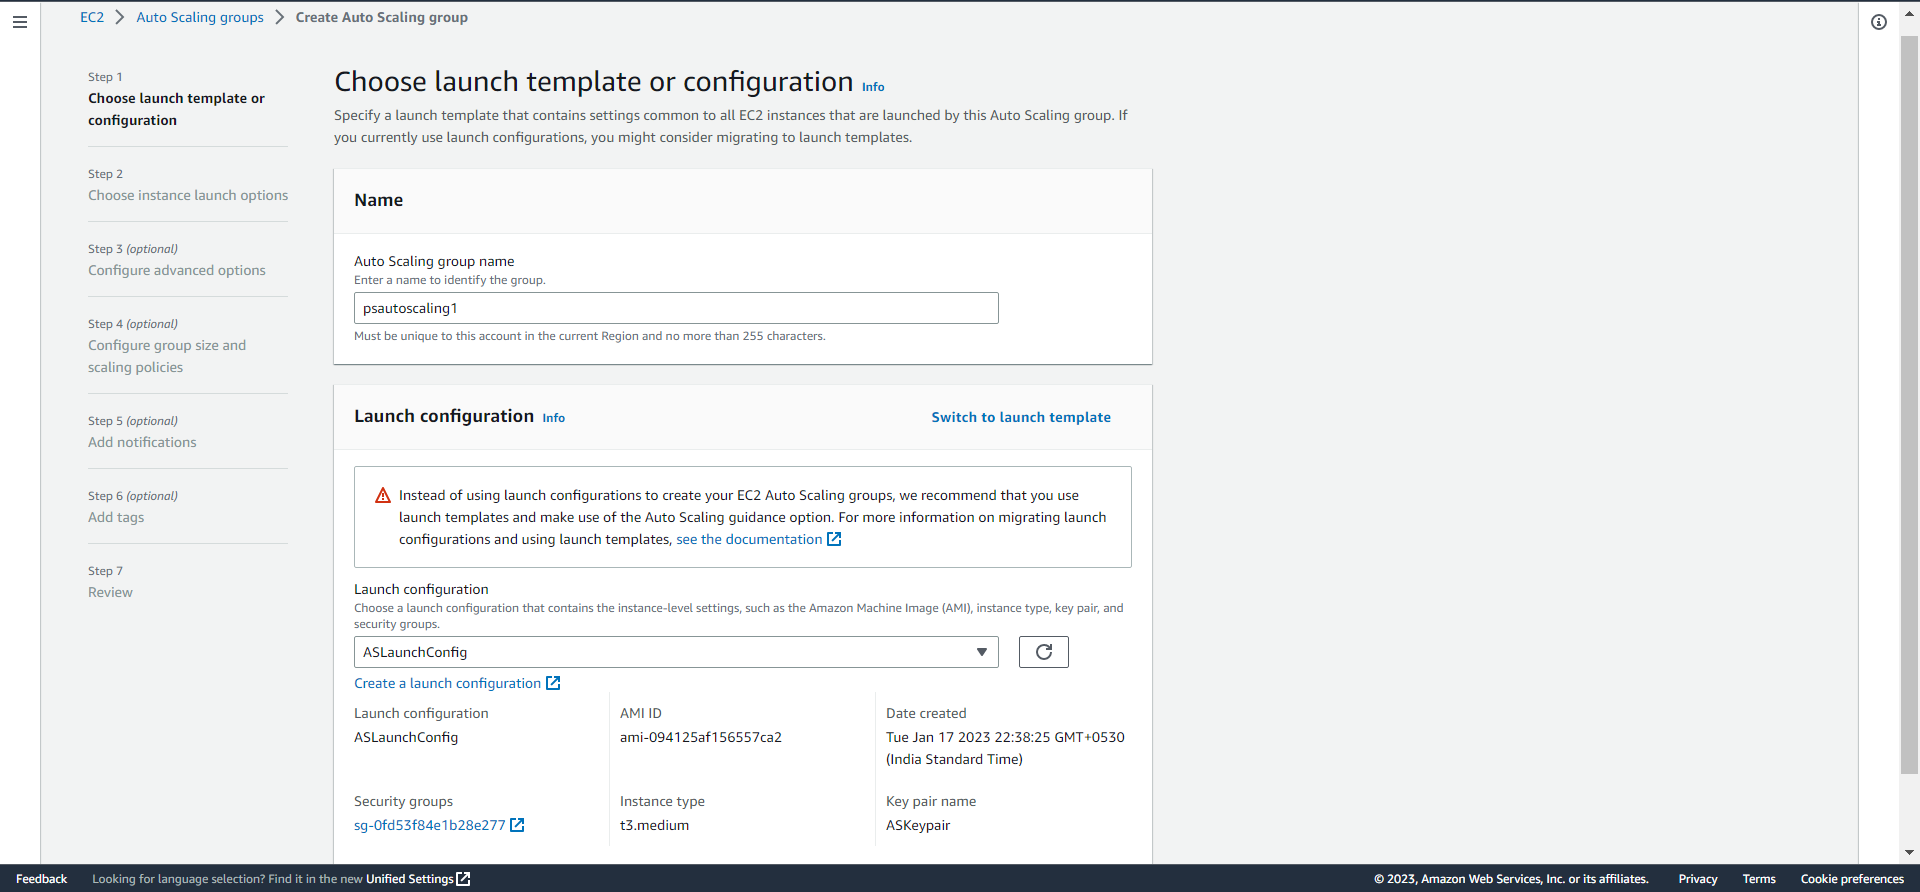 EC2 > Auto Scaling groups > Create Auto Scaling group
Step 1
Choose launch template or
configuration
Step 2
Choose instance launch options
Step 3 (optional)
Configure advanced options
Step 4 (optional)
Configure group size and
scaling policies
Step 5 (optional)
Add notifications
Step 6 (optional)
Add tags
Step 7
Review
Choose launch template or configuration Info
Specify a launch template that contains settings common to all EC2 instances that are launched by this Auto Scaling group. If
you currently use launch configurations, you might consider migrating to launch templates.
Name
Auto Scaling group name
Enter a name to identify the group.
psautoscaling1
Must be unique to this account in the current Region and no more than 255 characters.
Launch configuration Info
Switch to launch template
Instead of using launch configurations to create your EC2 Auto Scaling groups, we recommend that you use
launch templates and make use of the Auto Scaling guidance option. For more information on migrating launch
configurations and using launch templates, see the documentation
Launch configuration
Choose a launch configuration that contains the instance-level settings, such as the Amazon Machine Image (AMI), instance type, key pair, and
security groups.
ASLaunchConfig
Create a launch configuration
Launch configuration
ASLaunchConfig
AMI ID
ami-094125af156557ca2
Date created
Tue Jan 17 2023 22:38:25 GMT+0530
(India Standard Time)
Security groups
sg-0fd53f84e1b28e277
Instance type
t3.medium
Key pair name
ASKeypair
Feedback
Looking for language selection? Find it in the new Unified Settings
© 2023, Amazon Web Services, Inc. or its affiliates.
Privacy
Terms
Cookie preferences